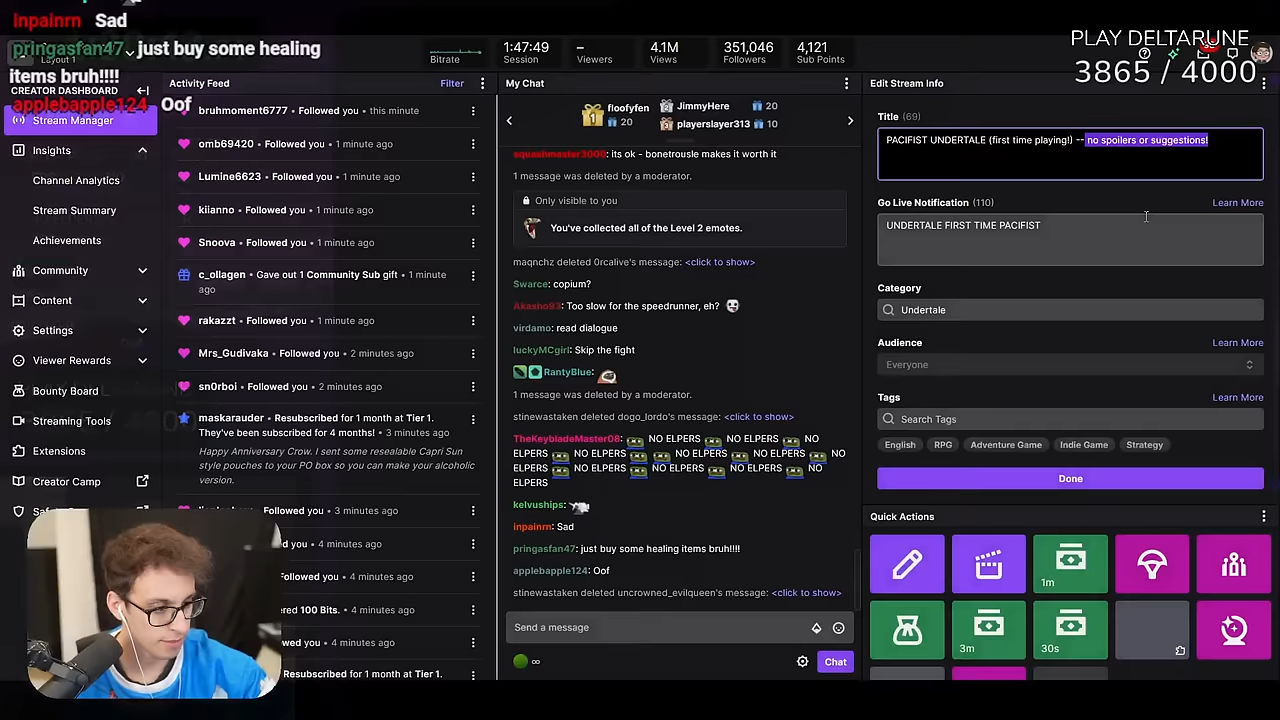 inpainrn Sad
pringasfan47 just buy some healing
items bruh!!!!
applebapple124 Oof
Layout 1
Bitrate
1:47:49
Session
–
Viewers
4.1M
Views
351,046
Followers
4,121
Sub Points
PLAY DELTARUNE
3865 / 4000
CREATOR DASHBOARD
Stream Manager
Insights
Channel Analytics
Stream Summary
Achievements
Community
Content
Settings
Viewer Rewards
Bounty Board
Streaming Tools
Extensions
Creator Camp
Activity Feed
Filter
bruhmoment6777 • Followed you • this minute
omb69420 • Followed you • 1 minute ago
Lumine6623 • Followed you • 1 minute ago
kiianno • Followed you • 1 minute ago
Snoova • Followed you • 1 minute ago
c_ollagen • Gave out 1 Community Sub gift • 1 minute
ago
rakazzt • Followed you • 1 minute ago
Mrs_Gudivaka • Followed you • 2 minutes ago
sn0rboi • Followed you • 2 minutes ago
maskarauder • Resubscribed for 1 month at Tier 1.
They've been subscribed for 4 months! • 3 minutes ago
Happy Anniversary Crow. I sent some resealable Capri Sun
style pouches to your PO box so you can make your alcoholic
version.
Followed you • 3 minutes ago
owed you • 4 minutes ago
Followed you • 4 minutes ago
ered 100 Bits. • 4 minutes ago
owed you • 4 minutes ago
Resubscribed for 1 month at Tier 1.
My Chat
1
floofyfen
20
2
JimmyHere 20
3
playerslayer313 10
squashmaster3000: its ok - bonetrousle makes it worth it
1 message was deleted by a moderator.
Only visible to you
You've collected all of the Level 2 emotes.
maqnchz deleted 0rcalive's message: <click to show>
Swarce: copium?
Akasho93: Too slow for the speedrunner, eh?
virdamo: read dialogue
luckyMCgirl: Skip the fight
RantyBlue:
1 message was deleted by a moderator.
stinewastaken deleted dogo_lordo's message: <click to show>
TheKeybladeMaster08: NO ELPERS NO ELPERS NO
ELPERS NO ELPERS NO ELPERS NO ELPERS NO
ELPERS NO ELPERS NO ELPERS NO
ELPERS
kelvuships:
inpainrn: Sad
pringasfan47: just buy some healing items bruh!!!!
applebapple124: Oof
stinewastaken deleted uncrowned_evilqueen's message: <click to show>
Send a message
∞
Chat
Edit Stream Info
Title (69)
PACIFIST UNDERTALE (first time playing!) -- no spoilers or suggestions!
Go Live Notification (110)
Learn More
UNDERTALE FIRST TIME PACIFIST
Category
Undertale
Audience
Learn More
Everyone
Tags
Learn More
Search Tags
English
RPG
Adventure Game
Indie Game
Strategy
Done
Quick Actions
1m
3m
30s